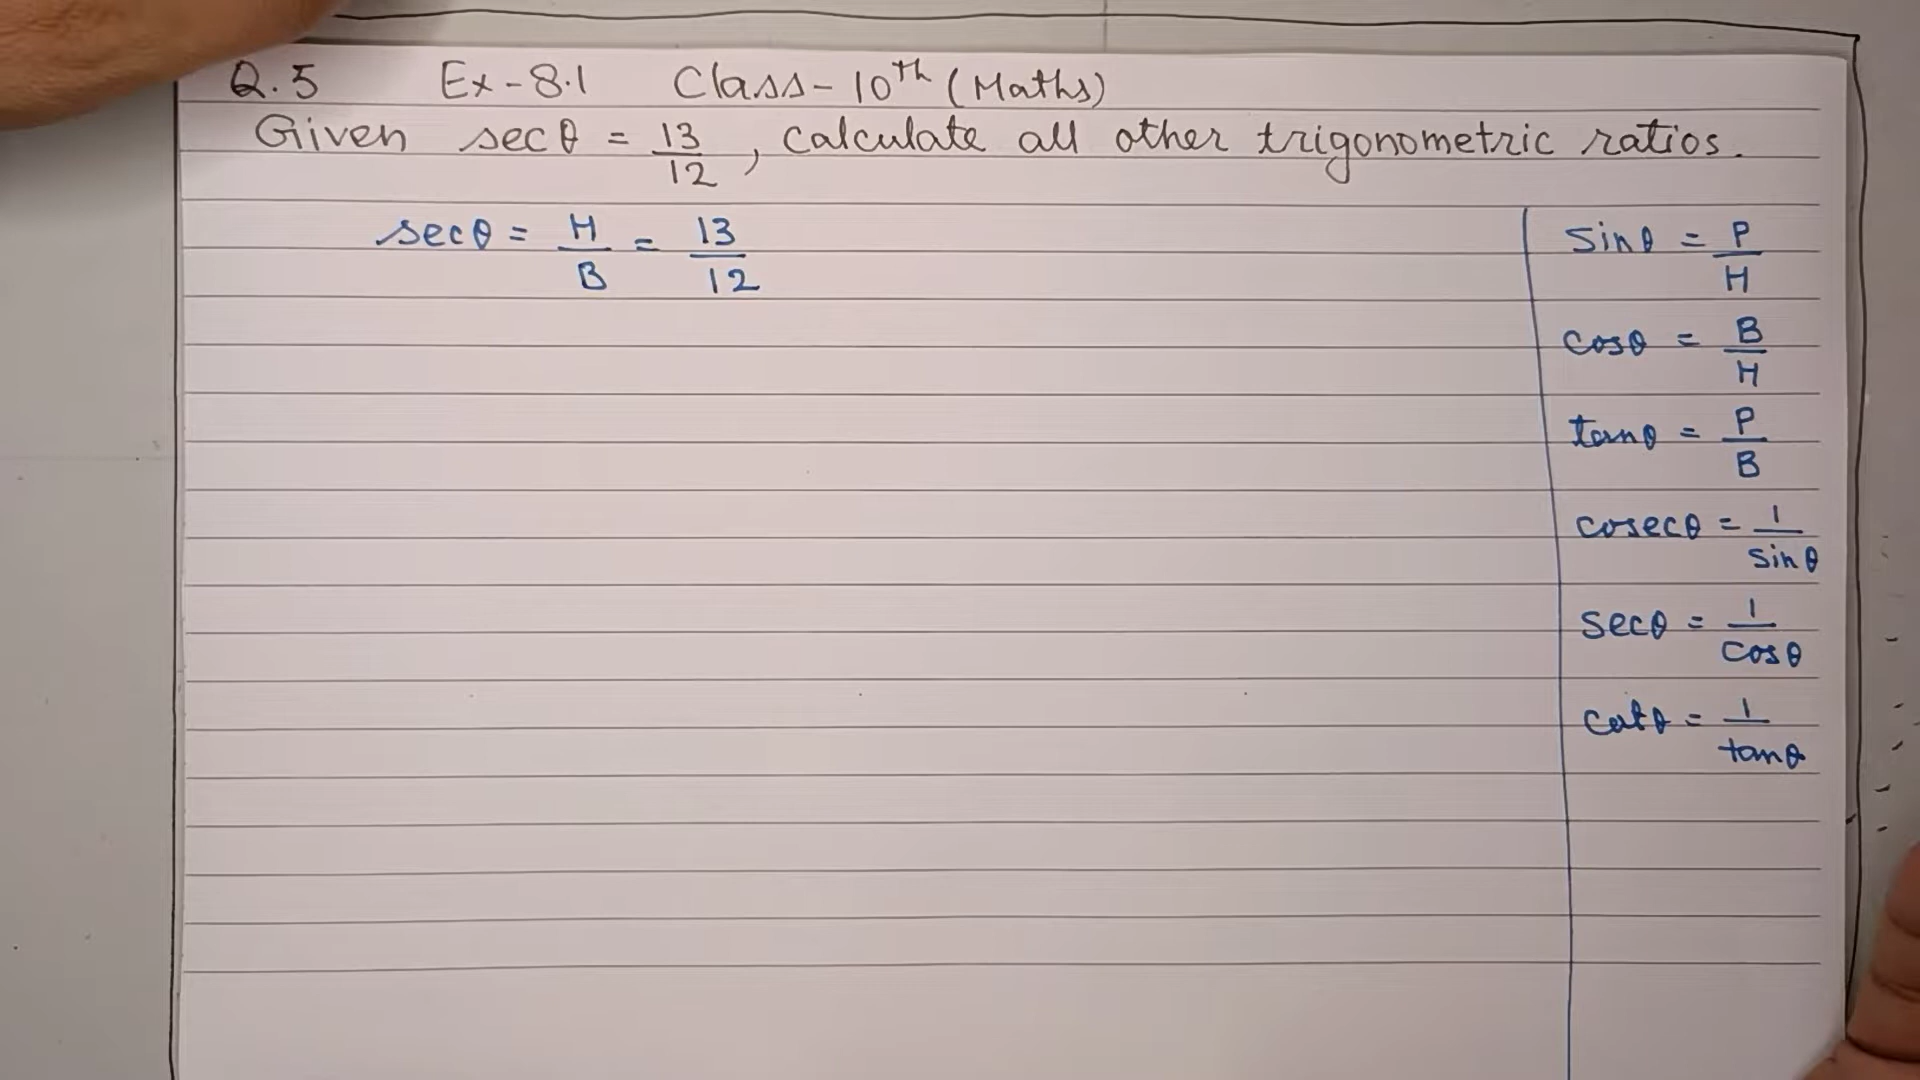 Q.5 Ex-8.1 Class-10th (Maths)
Given secθ = 13/12, calculate all other trigonometric ratios.
secθ = H/B = 13/12
sinθ = P/H
cosθ = B/H
tanθ = P/B
cosecθ = 1/sinθ
secθ = 1/cosθ
cotθ = 1/tanθ